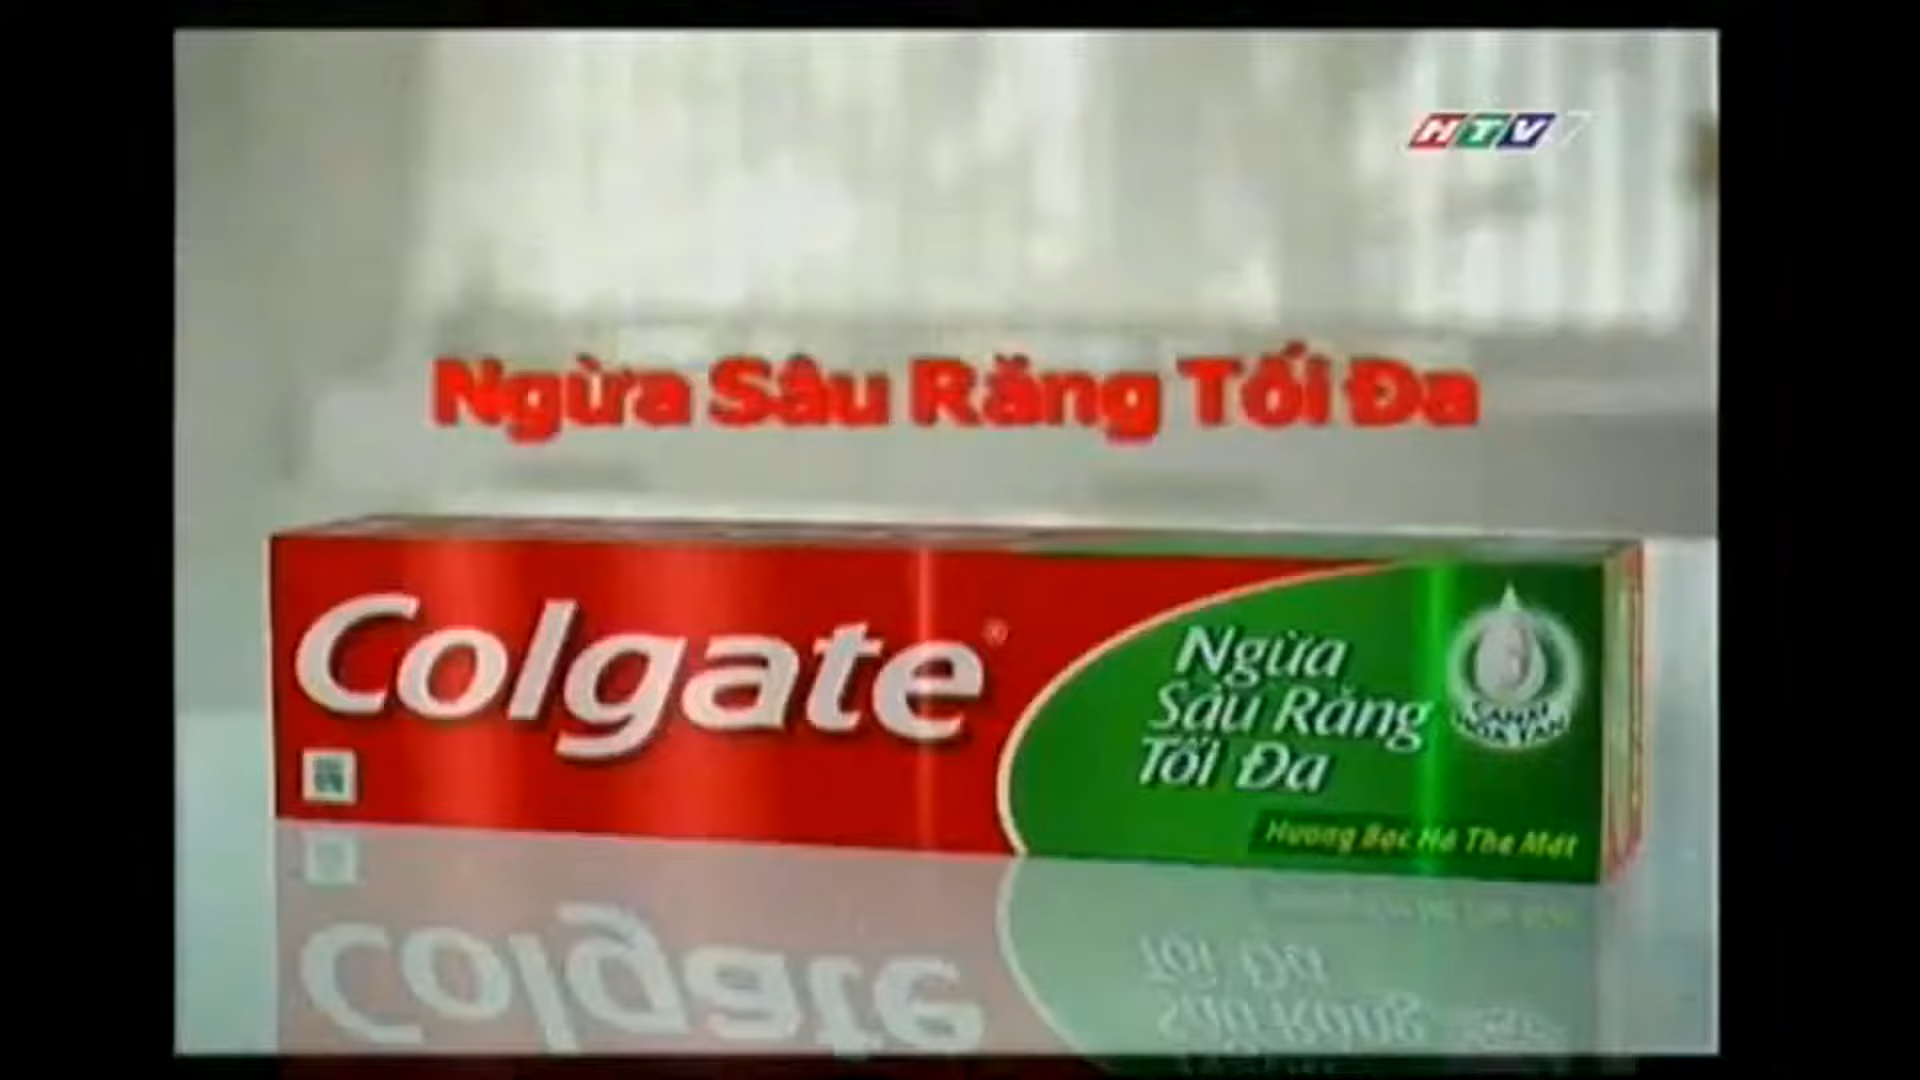 HTV7
Ngừa Sâu Răng Tối Đa
Colgate
Ngừa
Sâu Răng
Tối Đa
Hương Bạc Hà The Mát